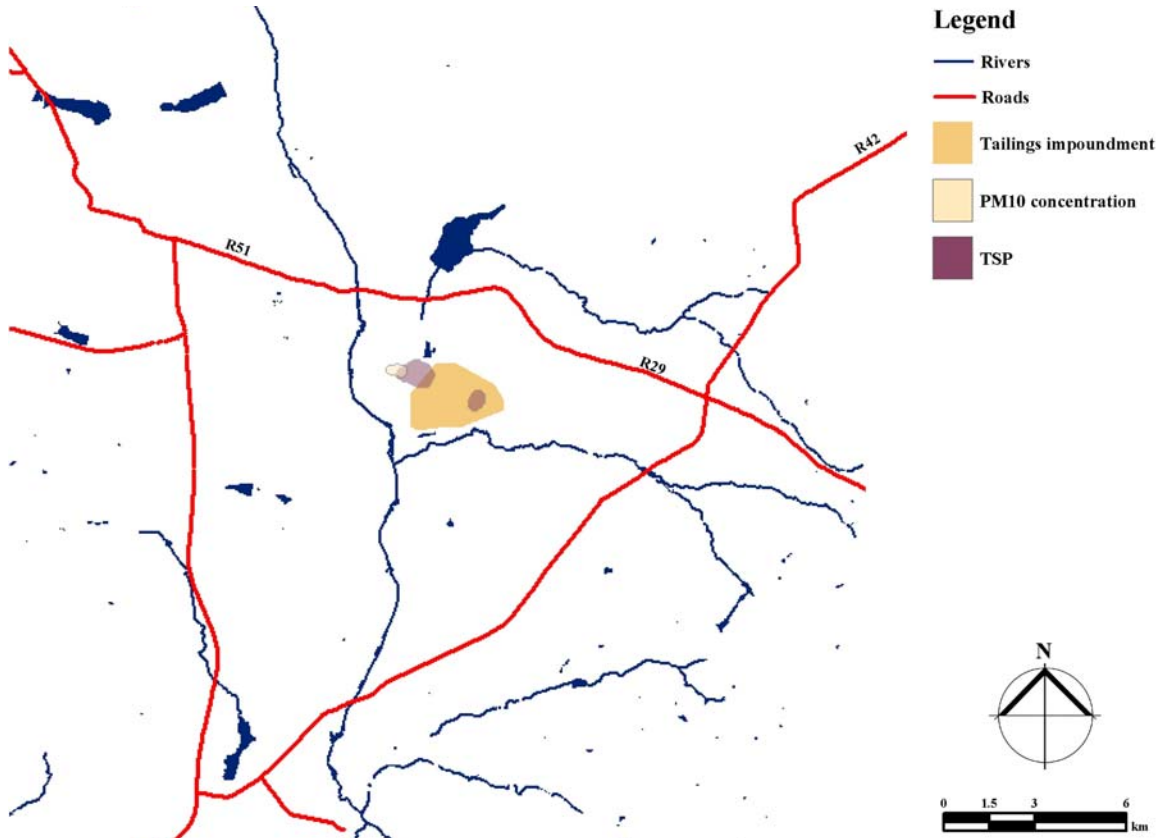 Legend
Rivers
Roads
Tailings impoundment
PM10 concentration
TSP
R42
R51
R29
N
0 1.5 3 6
km